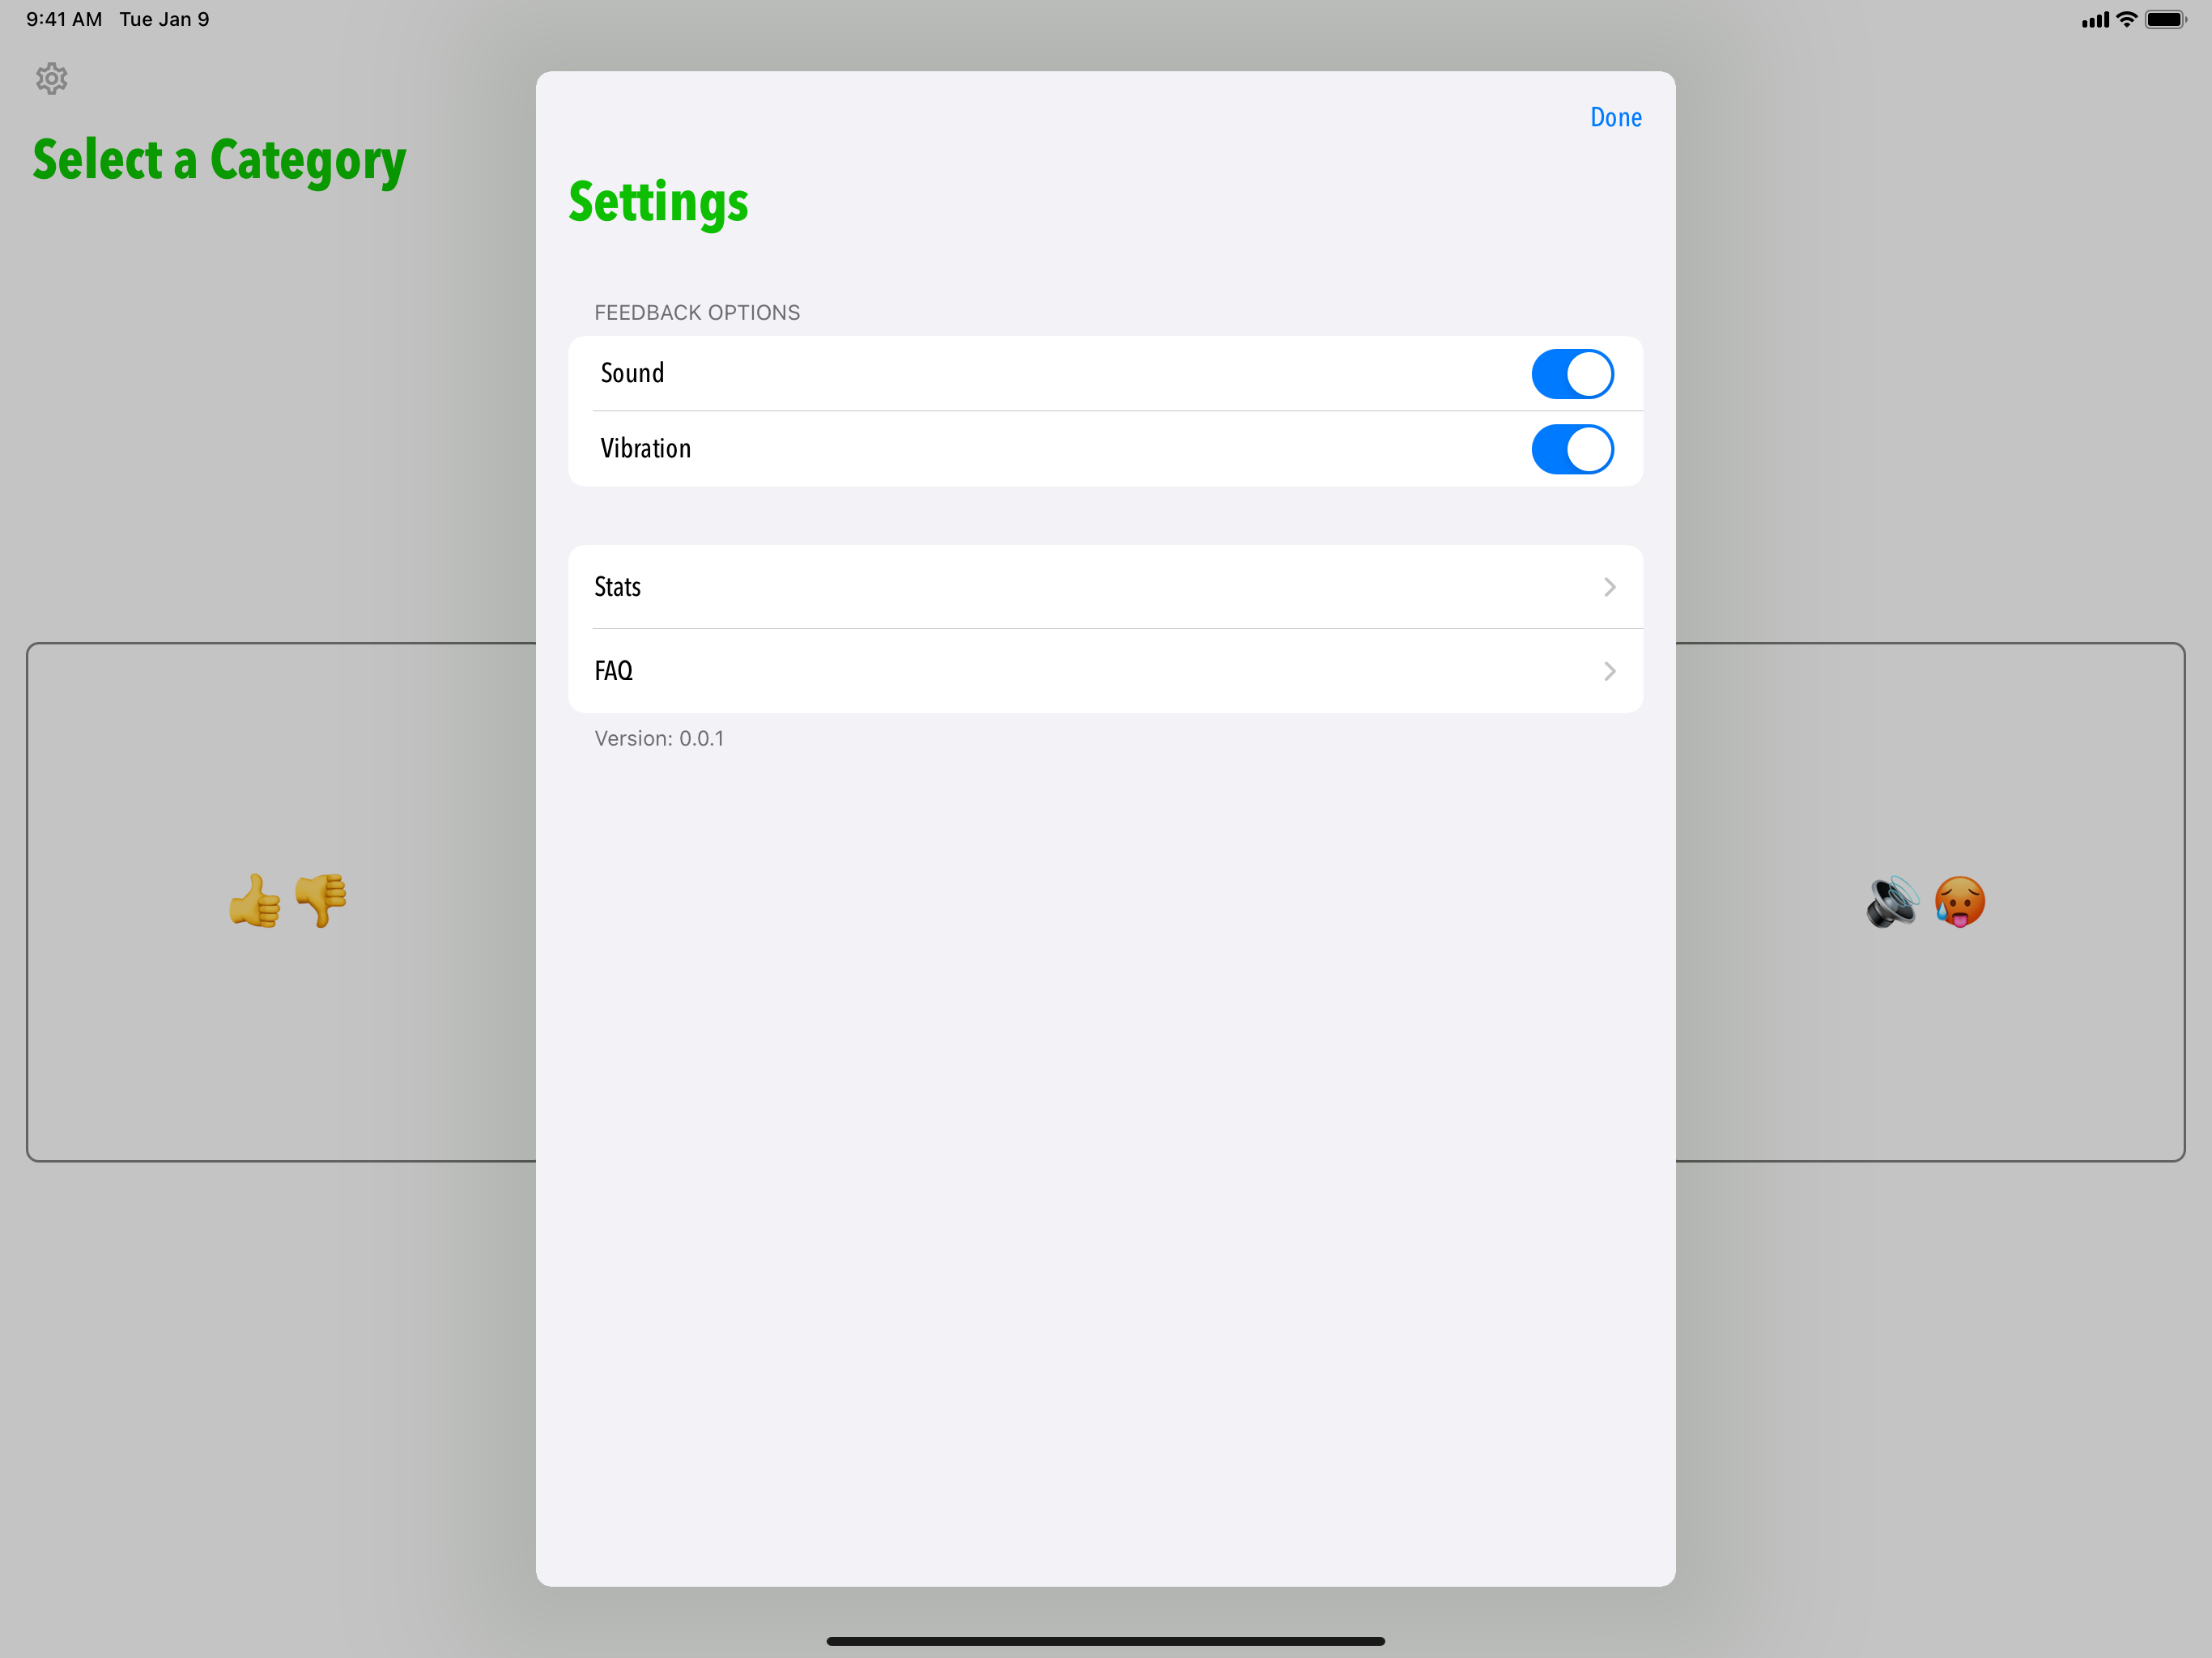 9:41 AM Tue Jan 9
Select a Category
Done
Settings
FEEDBACK OPTIONS
Sound
Vibration
Stats
FAQ
Version: 0.0.1